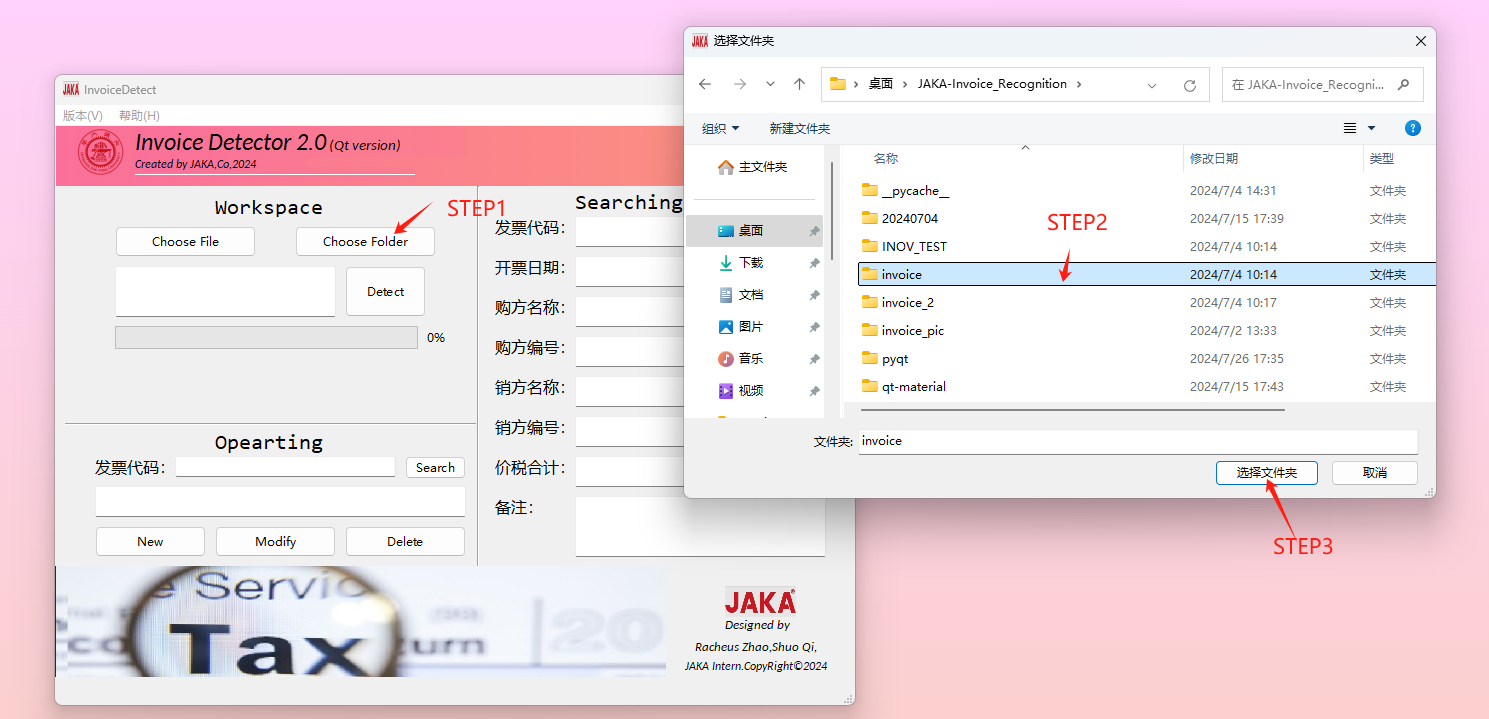 JAKA InvoiceDetect
版本(V) 帮助(H)
Invoice Detector 2.0 (Qt version)
Created by JAKA,Co,2024
Workspace
STEP1
Choose File
Choose Folder
Detect
0%
Opearting
发票代码:
Search
New
Modify
Delete
Searching
发票代码:
开票日期:
购方名称:
购方编号:
销方名称:
销方编号:
价税合计:
备注:
e Servic
Tax
turn
20
JAKA
Designed by
Racheus Zhao,Shuo Qi,
JAKA Intern.CopyRight©2024
JAKA 选择文件夹
桌面 JAKA-Invoice_Recognition
在 JAKA-Invoice_Recogni...
组织 新建文件夹
?
主文件夹
桌面
下载
文档
图片
音乐
视频
名称 修改日期 类型
__pycache__ 2024/7/4 14:31 文件夹
20240704 2024/7/15 17:39 文件夹
INOV_TEST 2024/7/4 10:14 文件夹
invoice 2024/7/4 10:14 文件夹
invoice_2 2024/7/4 10:17 文件夹
invoice_pic 2024/7/2 13:33 文件夹
pyqt 2024/7/26 17:35 文件夹
qt-material 2024/7/15 17:43 文件夹
STEP2
文件夹: invoice
选择文件夹
取消
STEP3